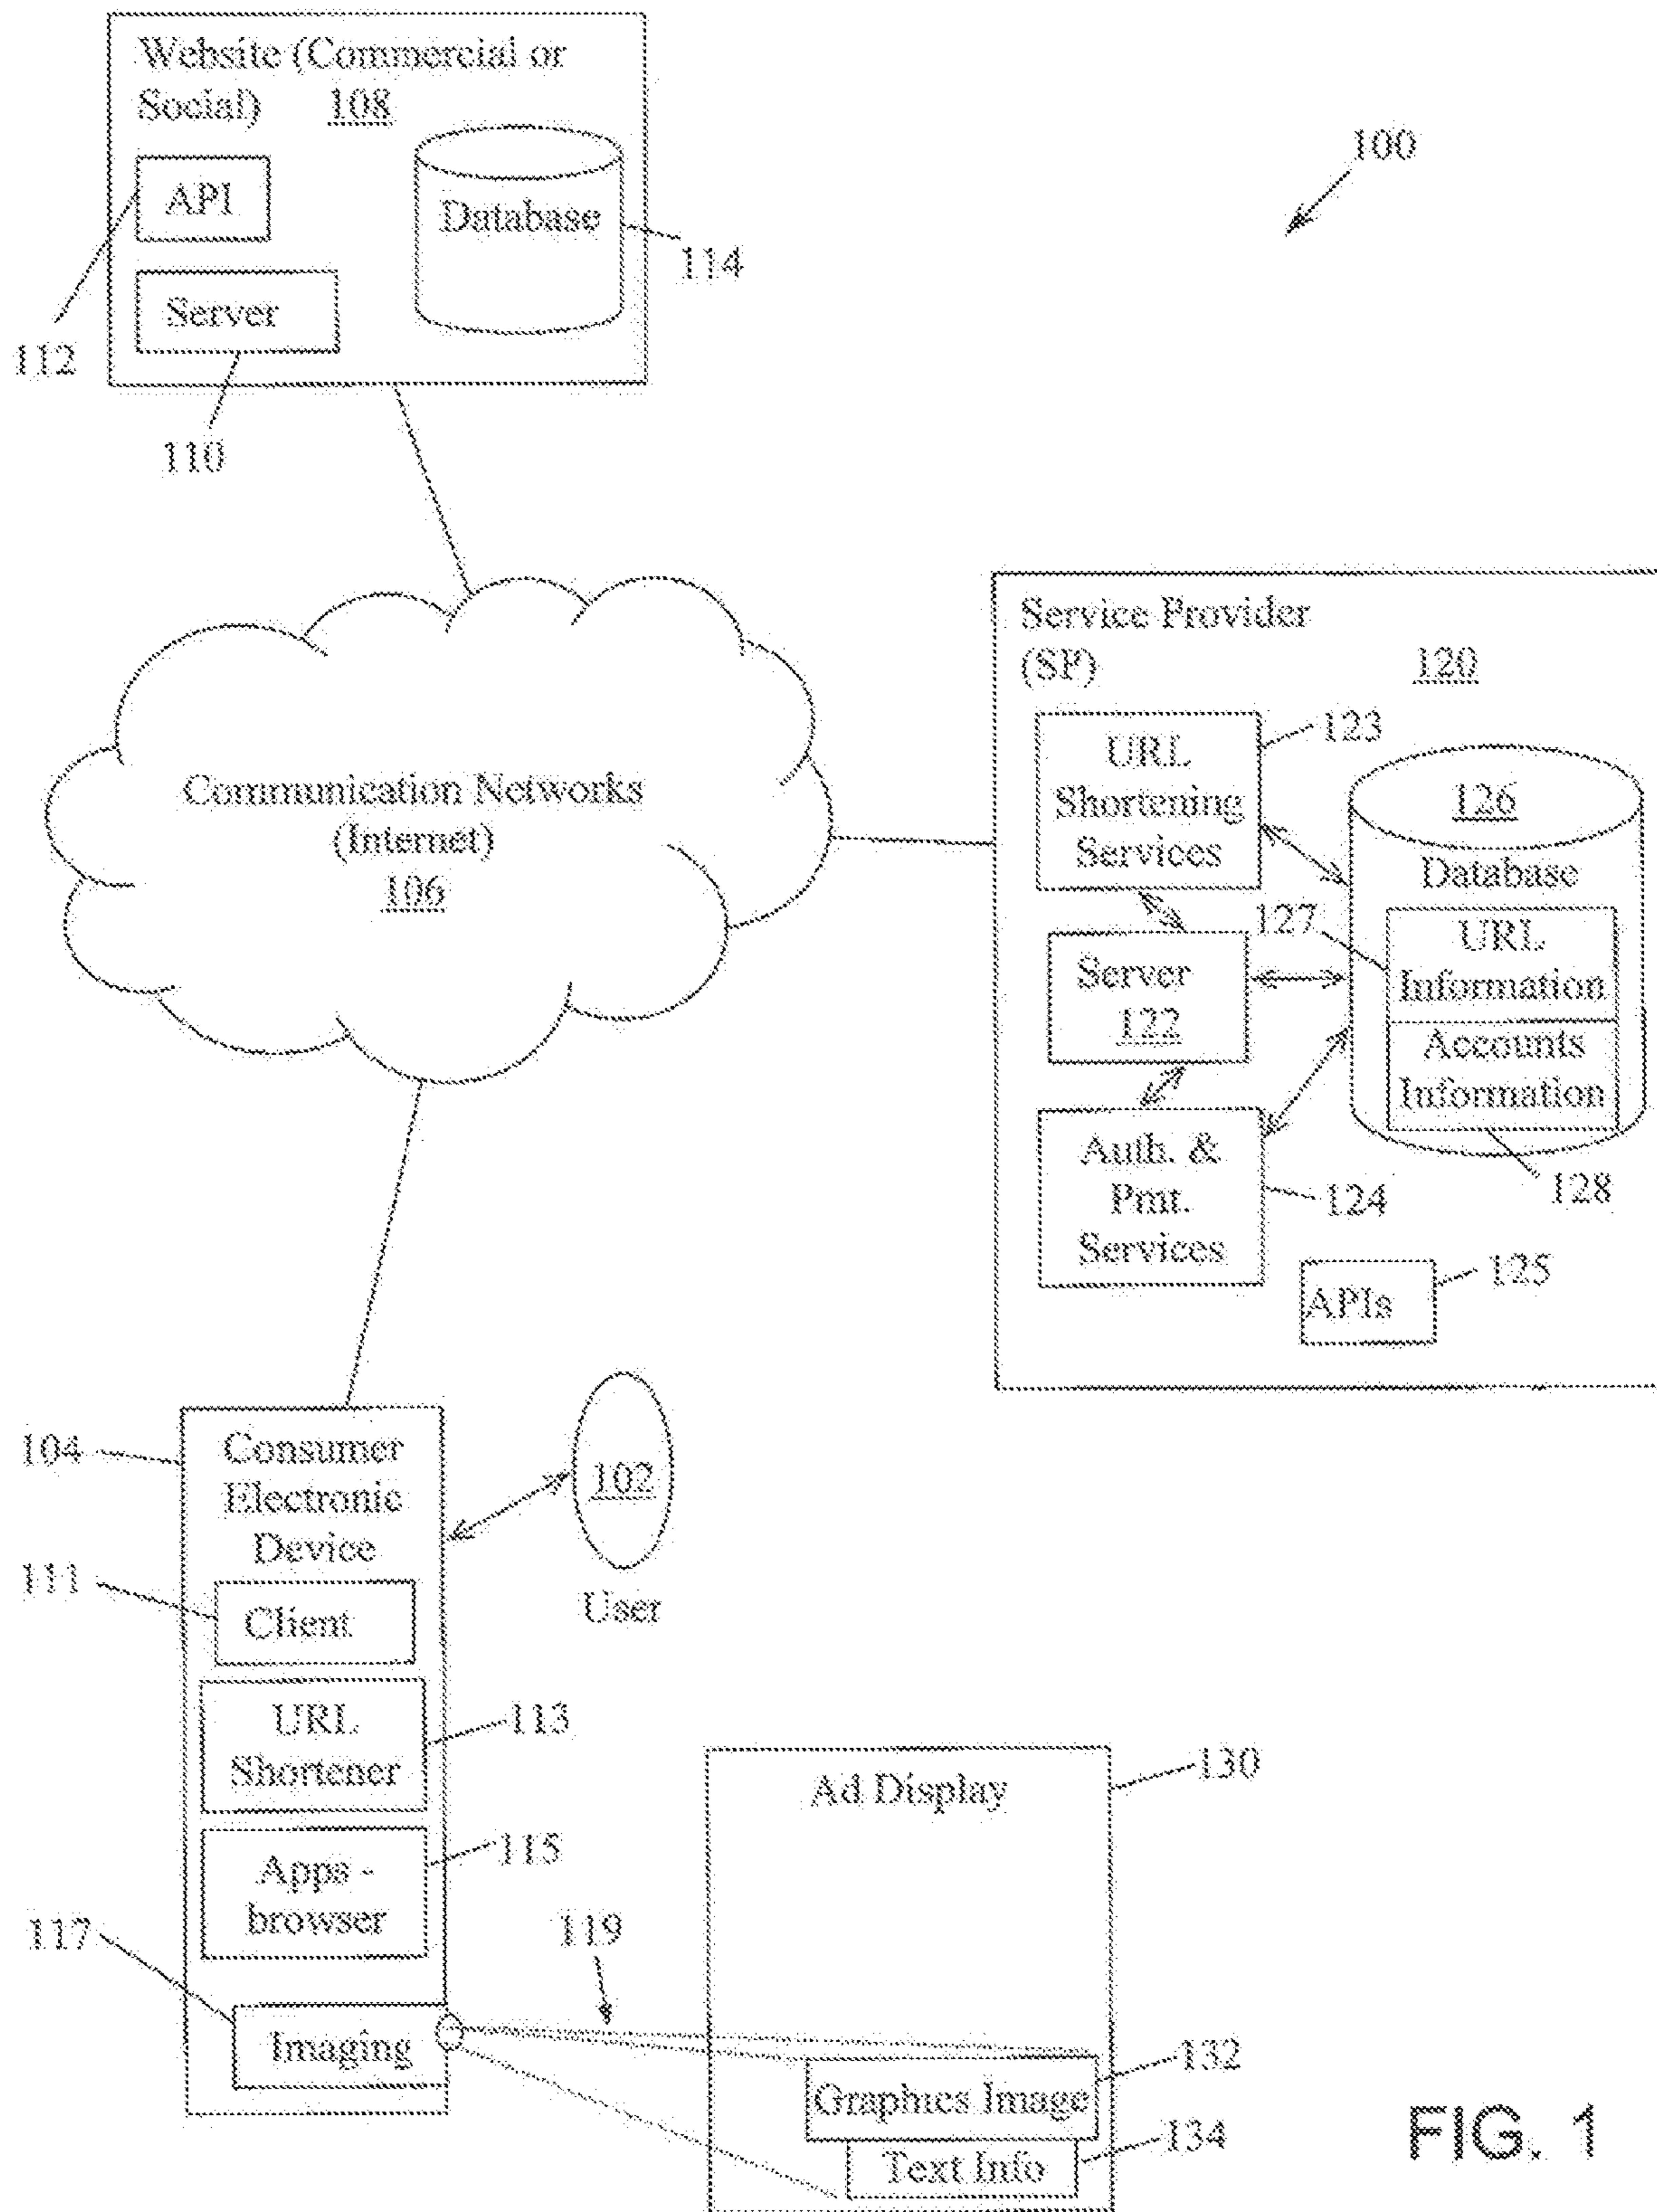 Website (Commercial or
Social) 108
API
Database
Server
114
112
110
100
Communication Networks
(Internet)
106
Service Provider
(SP)
120
123
URL
Shortening
Services
126
Database
127
URL
Information
Server
122
Accounts
Information
Auth. &
Pmt.
Services
124
128
125
APIs
104
Consumer
Electronic
Device
102
User
111
Client
URL
Shortener
113
Apps -
browser
115
117
Imaging
119
Ad Display
130
Graphics Image
132
Text Info
134
FIG. 1